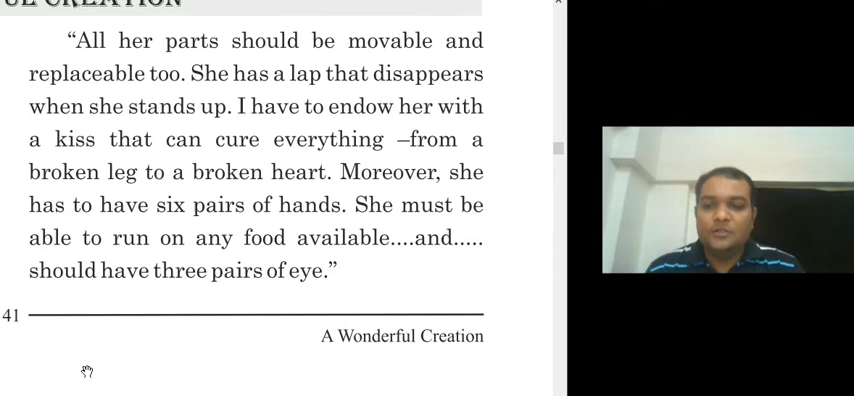 UL CREATION
“All her parts should be movable and
replaceable too. She has a lap that disappears
when she stands up. I have to endow her with
a kiss that can cure everything –from a
broken leg to a broken heart. Moreover, she
has to have six pairs of hands. She must be
able to run on any food available....and.....
should have three pairs of eye.”
41
A Wonderful Creation